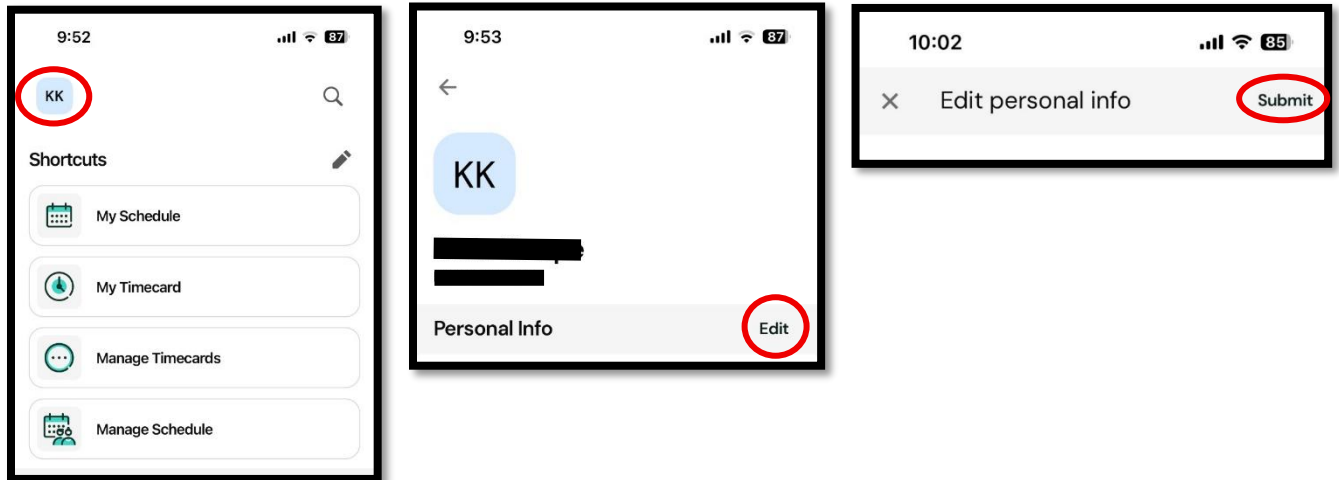 9:52
87
KK
Shortcuts
My Schedule
My Timecard
Manage Timecards
Manage Schedule
9:53
87
KK
Personal Info
Edit
10:02
85
Edit personal info
Submit